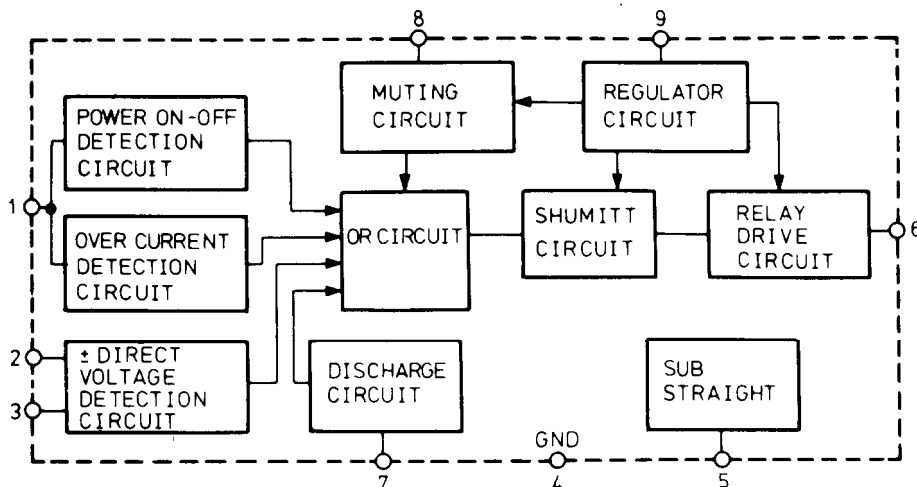 8
9
MUTING
CIRCUIT
REGULATOR
CIRCUIT
POWER ON-OFF
DETECTION
CIRCUIT
1
OVER CURRENT
DETECTION
CIRCUIT
OR CIRCUIT
SHUMITT
CIRCUIT
RELAY
DRIVE
CIRCUIT
6
2
3
± DIRECT
VOLTAGE
DETECTION
CIRCUIT
DISCHARGE
CIRCUIT
SUB
STRAIGHT
GND
7
4
5